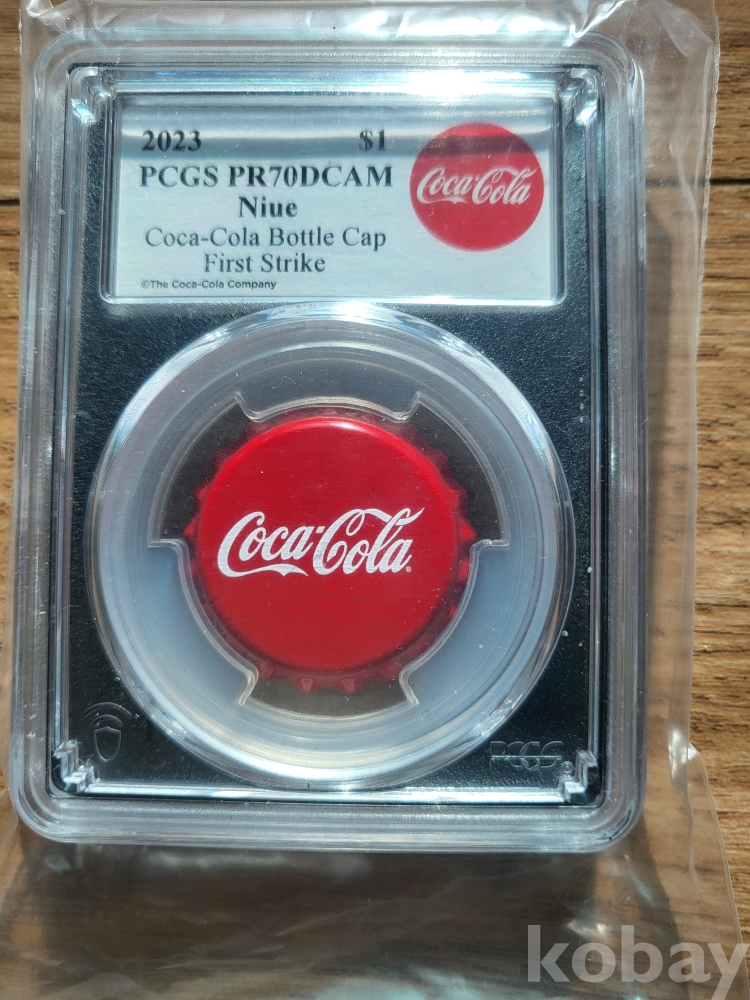 2023 $1
PCGS PR70DCAM
Niue
Coca-Cola Bottle Cap
First Strike
©The Coca-Cola Company
Coca-Cola
Coca-Cola®
PCGS
kobay